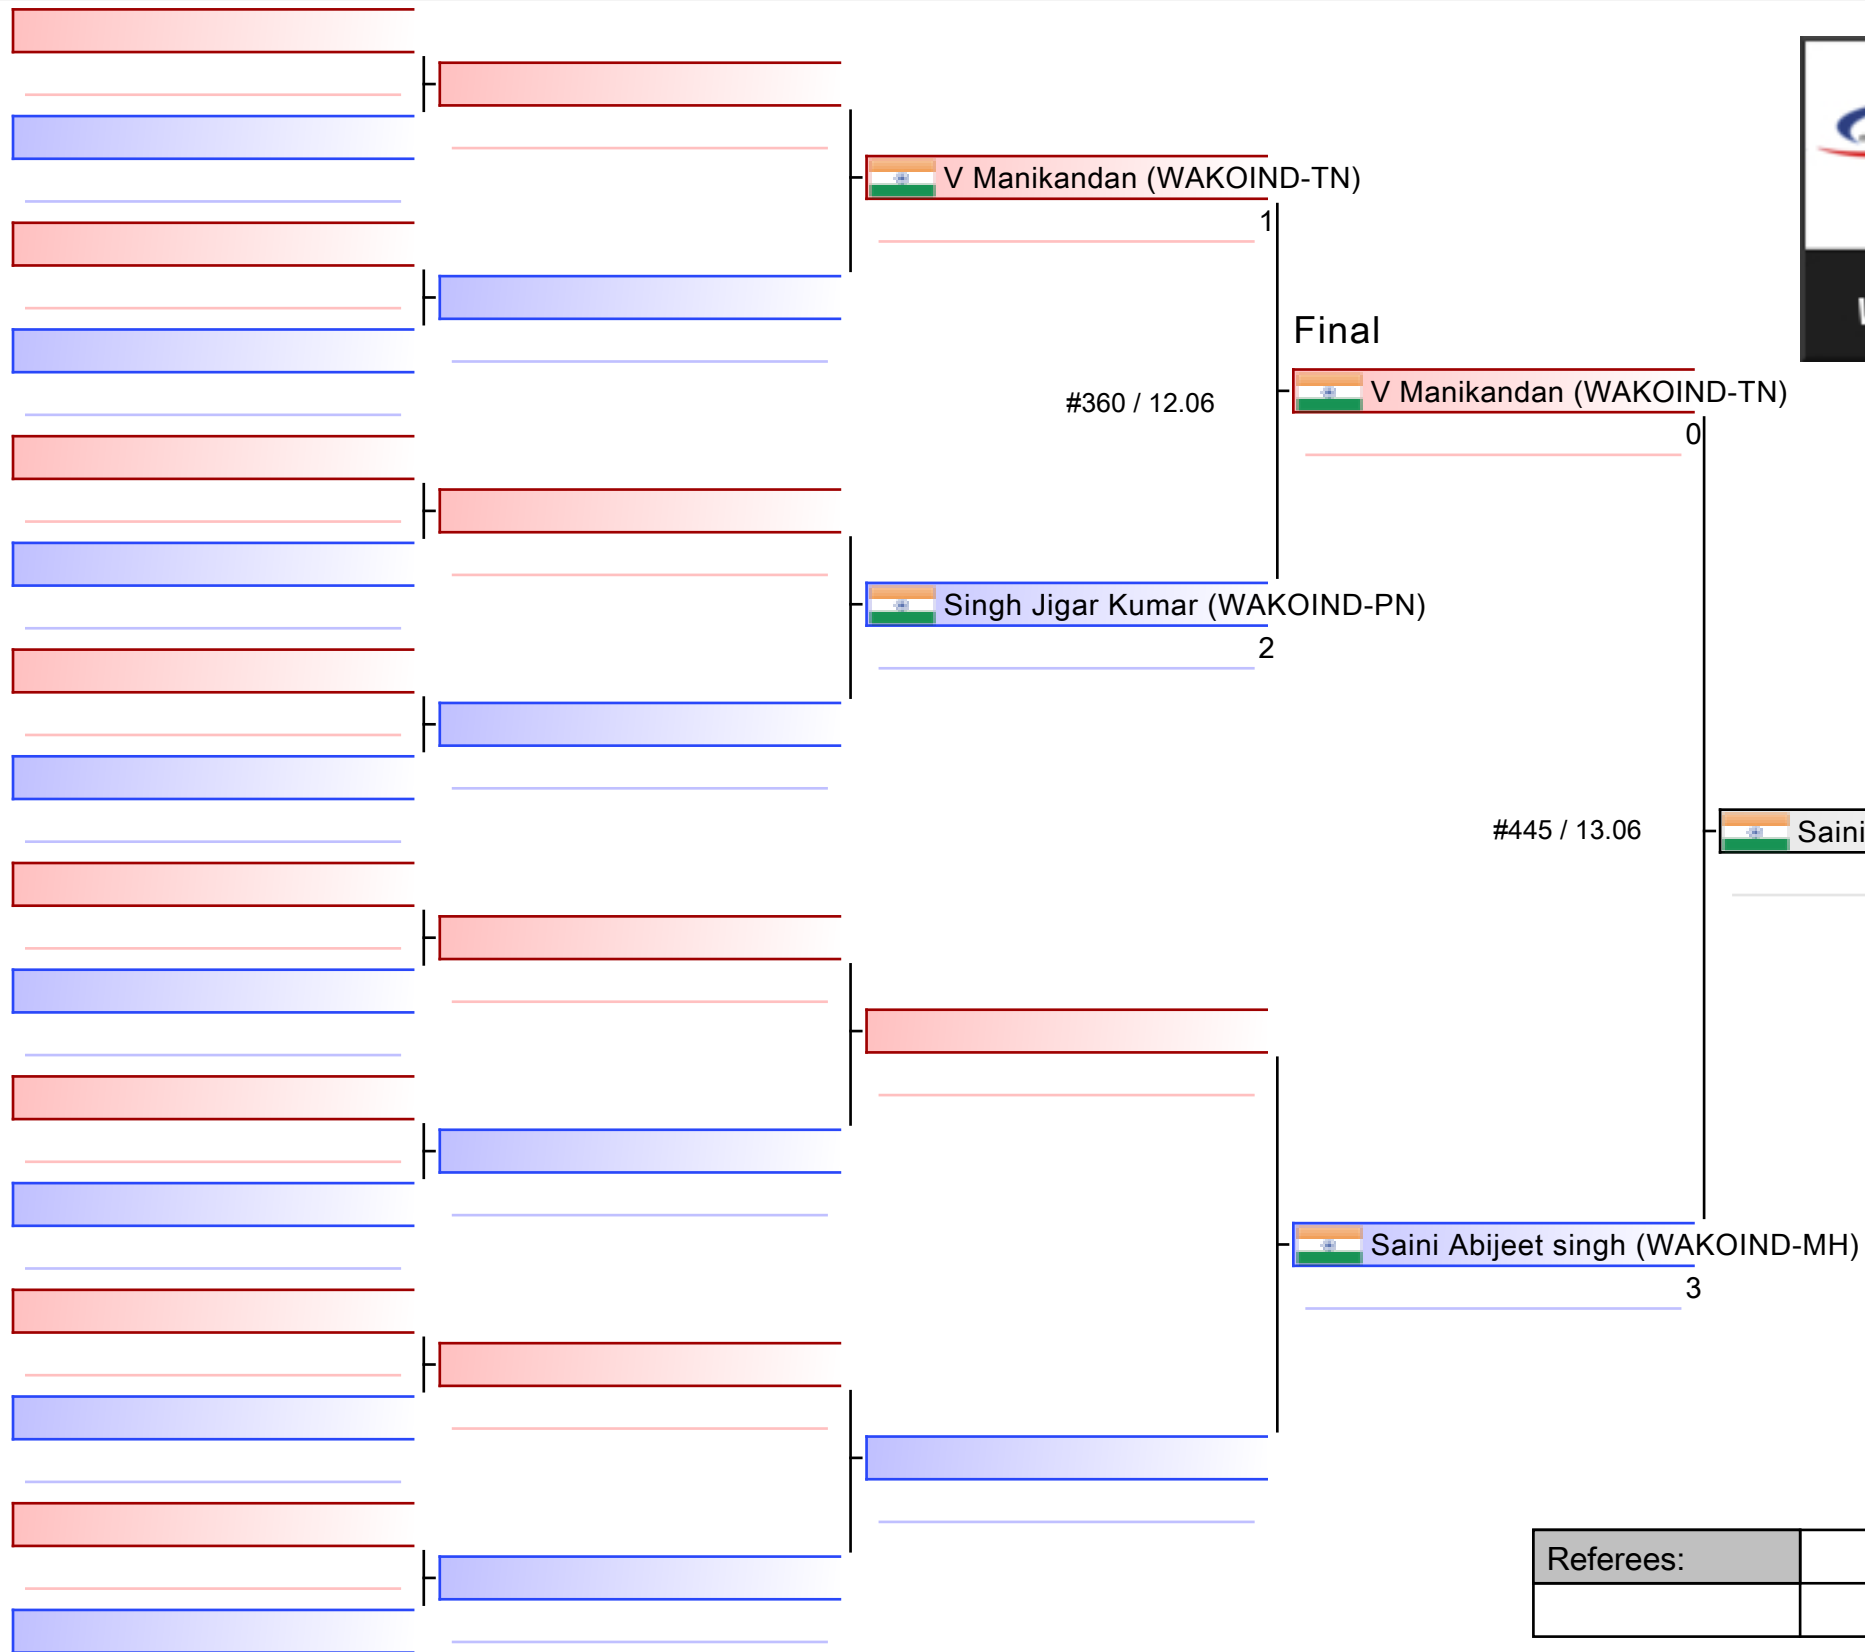 V Manikandan (WAKOIND-TN)
1
Final
#360 / 12.06
V Manikandan (WAKOIND-TN)
0
Singh Jigar Kumar (WAKOIND-PN)
2
#445 / 13.06
Saini
Saini Abijeet singh (WAKOIND-MH)
3
Referees: